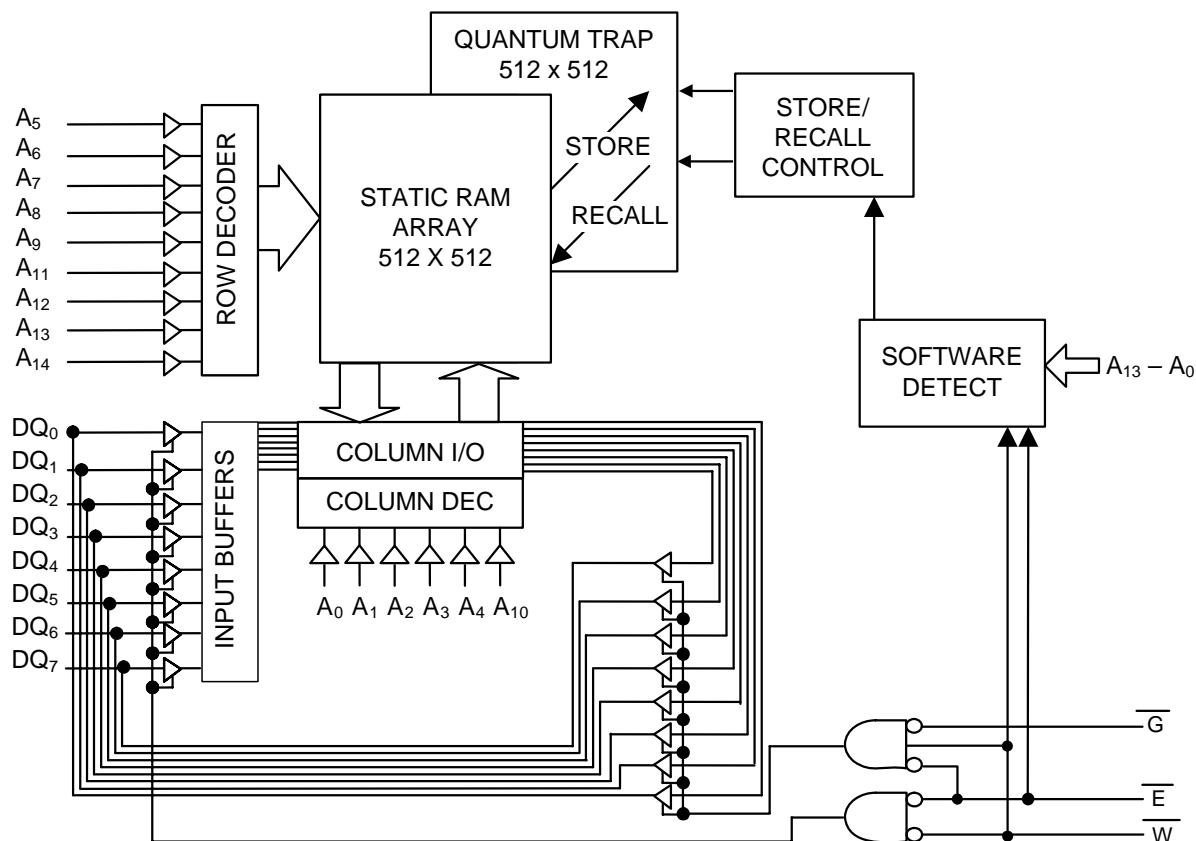 QUANTUM TRAP
512 x 512
STORE/
RECALL
CONTROL
STORE
RECALL
STATIC RAM
ARRAY
512 X 512
A5
A6
A7
A8
A9
A11
A12
A13
A14
ROW DECODER
SOFTWARE
DETECT
A13 – A0
DQ0
DQ1
DQ2
DQ3
DQ4
DQ5
DQ6
DQ7
INPUT BUFFERS
COLUMN I/O
COLUMN DEC
A0 A1 A2 A3 A4 A10
G
E
W